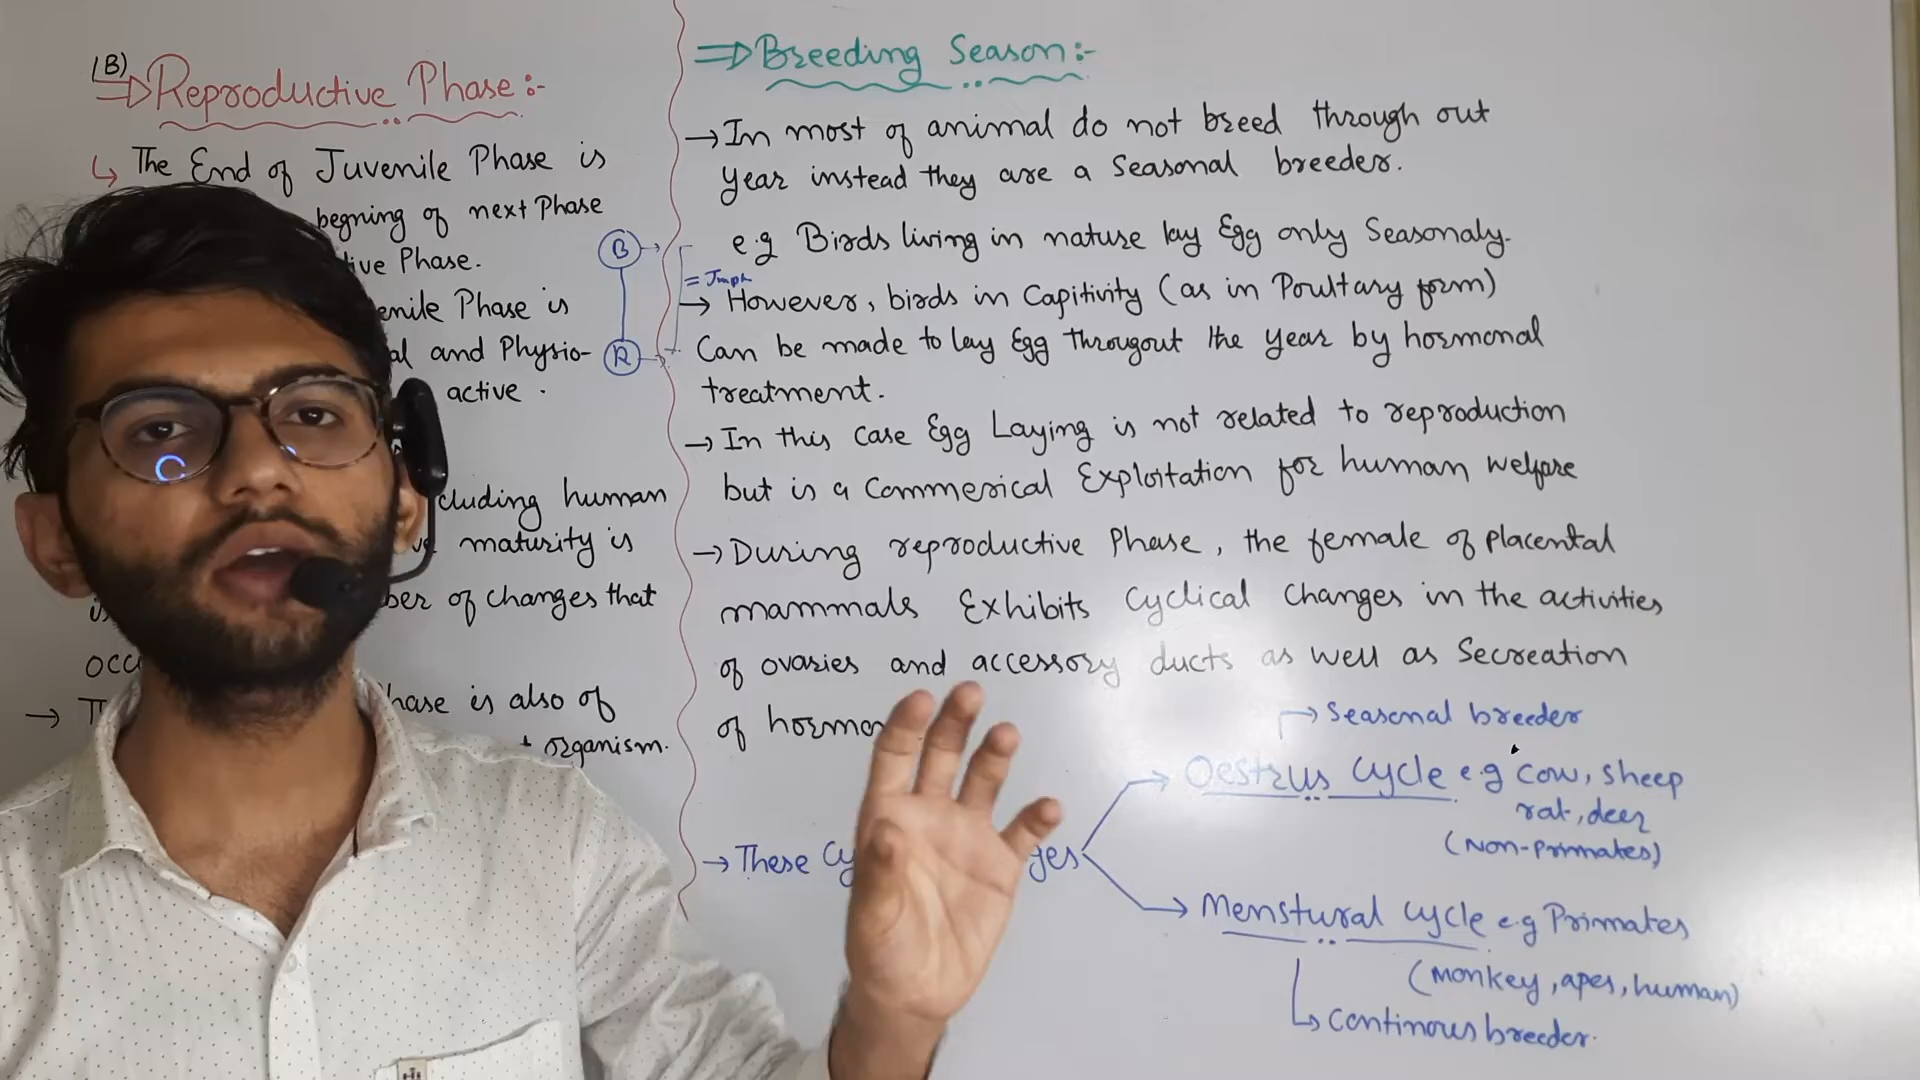 (B)
⇒ Reproductive Phase :-
↳ The End of Juvenile Phase is
begning of next Phase
ive Phase.
enile Phase is
al and Physio-
active .
cluding human
maturity is
ber of changes that
occ
hase is also of
organism.
B
= Jmph
R
⇒ Breeding Season :-
→ In most of animal do not breed through out
year instead they are a Seasonal breeder.
e.g Birds living in nature lay Egg only Seasonaly.
→ However, birds in Capitivity (as in Poultary form)
Can be made to lay Egg Througout the year by hormonal
treatment.
→ In this case Egg Laying is not related to reproduction
but is a Commerical Exploitation for human welfare
→ During reproductive Phase, the female of placental
mammals Exhibits Cyclical Changes in the activities
of ovaries and accessory ducts as well as Secreation
of hormo
→ Seasonal breeder
→ These Cy ges
→ Oestrus Cycle e.g Cow, Sheep
rat, deer
(Non-Primates)
→ Menstural Cycle e.g Primates
(monkey, apes, human)
↳ Continous breeder.